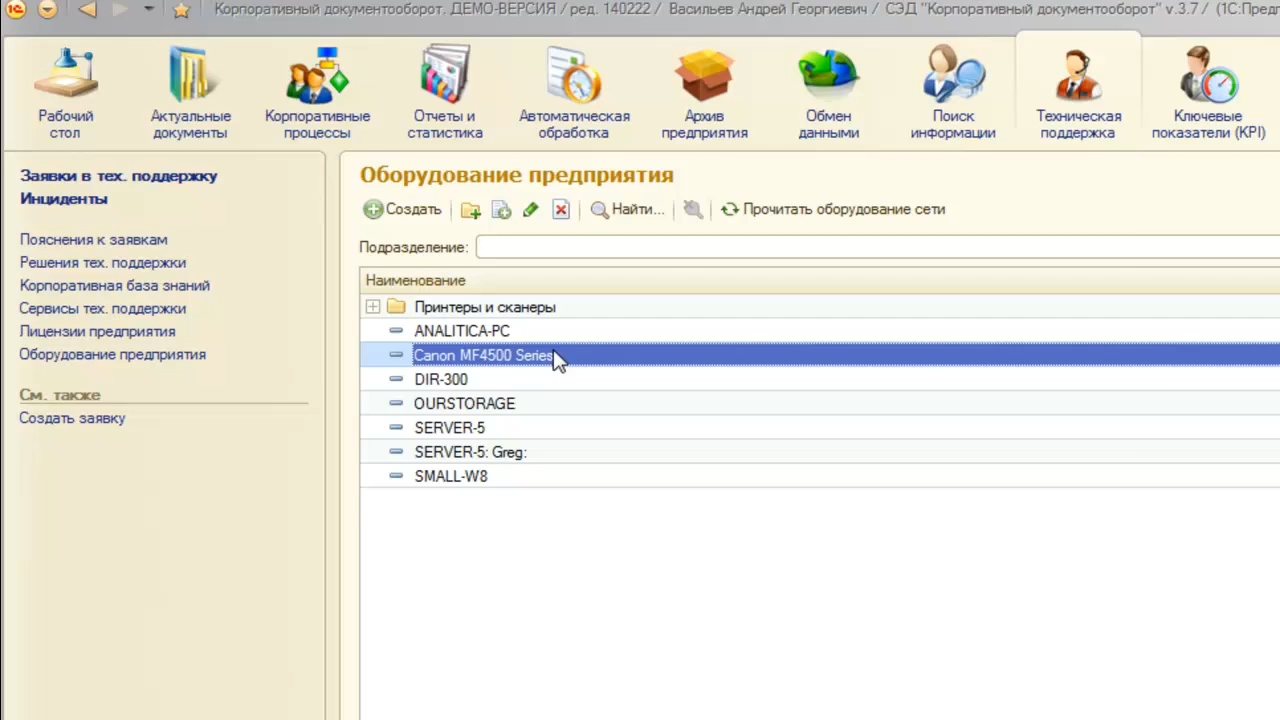 Корпоративный документооборот. ДЕМО-ВЕРСИЯ / ред. 140222 / Васильев Андрей Георгиевич / СЭД "Корпоративный документооборот" v.3.7 / (1С:Пред
Рабочий стол
Актуальные документы
Корпоративные процессы
Отчеты и статистика
Автоматическая обработка
Архив предприятия
Обмен данными
Поиск информации
Техническая поддержка
Ключевые показатели (KPI)
Заявки в тех. поддержку
Инциденты
Пояснения к заявкам
Решения тех. поддержки
Корпоративная база знаний
Сервисы тех. поддержки
Лицензии предприятия
Оборудование предприятия
См. также
Создать заявку
Оборудование предприятия
Создать Найти... Прочитать оборудование сети
Подразделение:
Наименование
Принтеры и сканеры
ANALITICA-PC
Canon MF4500 Series
DIR-300
OURSTORAGE
SERVER-5
SERVER-5: Greg:
SMALL-W8